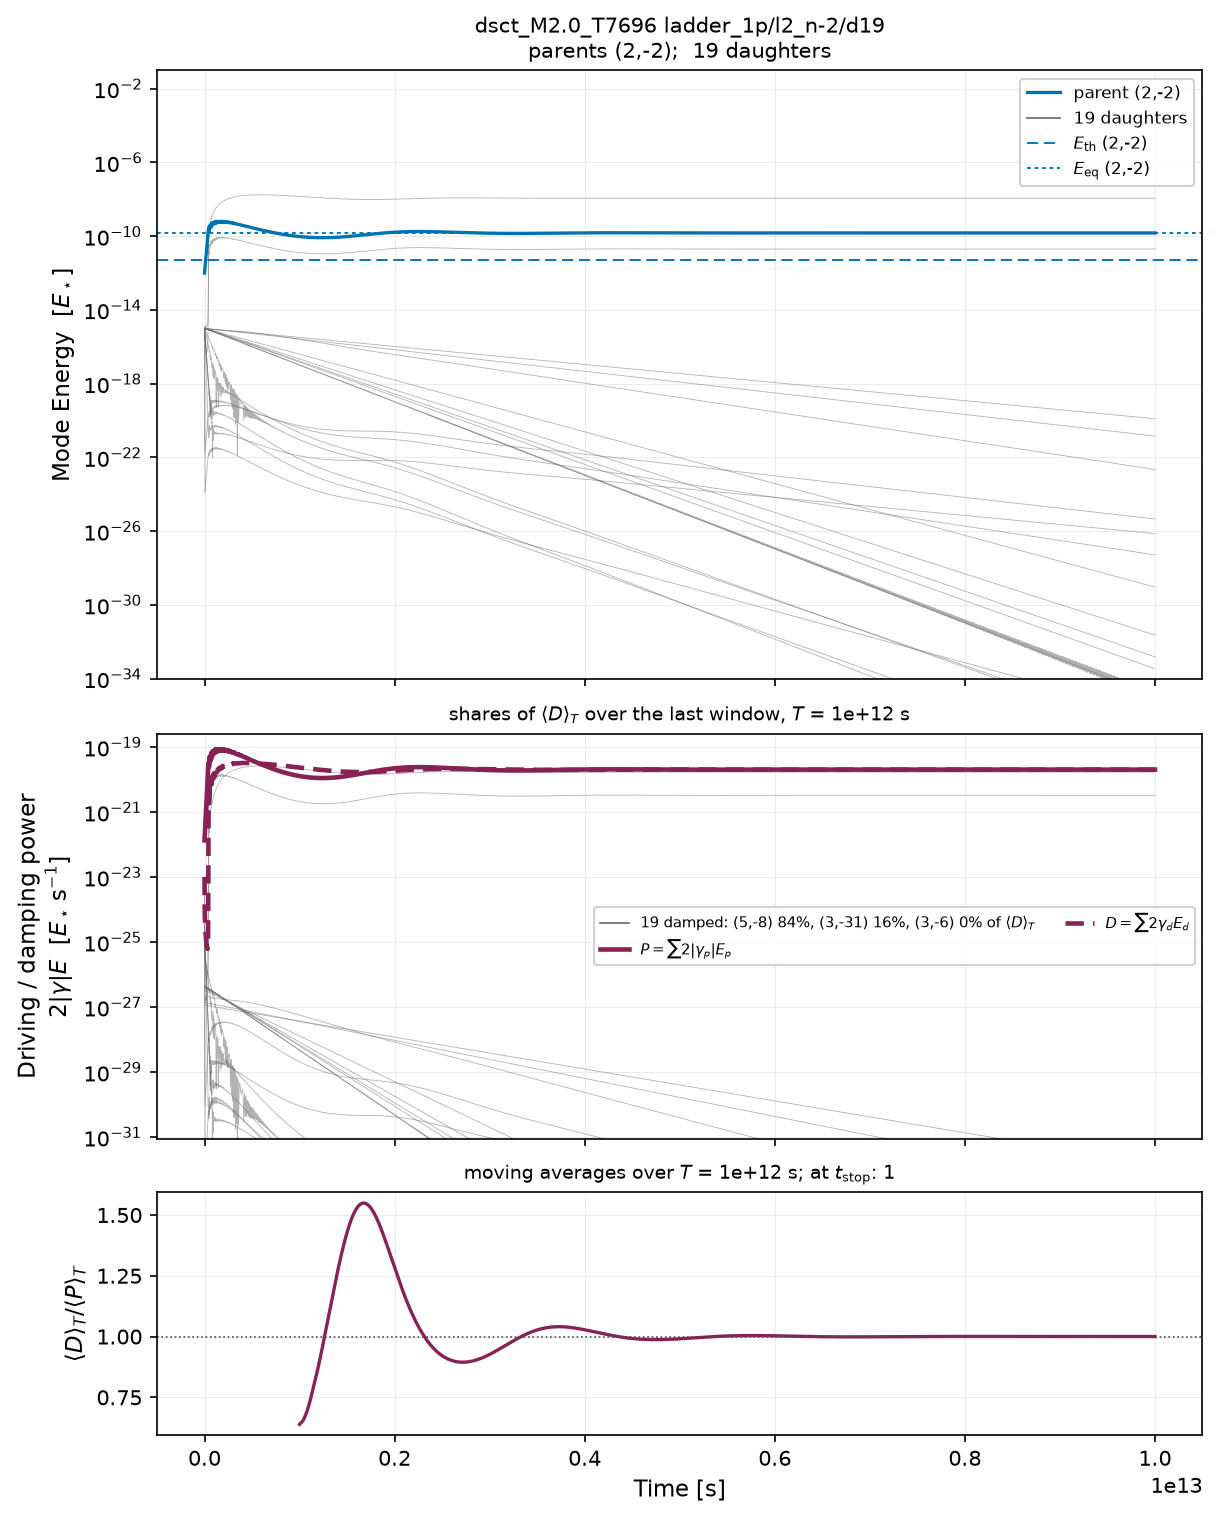 dsct_M2.0_T7696 ladder_1p/l2_n-2/d19
parents (2,-2);  19 daughters
10⁻²
10⁻⁶
10⁻¹⁰
10⁻¹⁴
10⁻¹⁸
10⁻²²
10⁻²⁶
10⁻³⁰
10⁻³⁴
Mode Energy [E⋆]
parent (2,-2)
19 daughters
E_th (2,-2)
E_eq (2,-2)
shares of ⟨D⟩_T over the last window, T = 1e+12 s
10⁻¹⁹
10⁻²¹
10⁻²³
10⁻²⁵
10⁻²⁷
10⁻²⁹
10⁻³¹
Driving / damping power
2|γ|E [E⋆ s⁻¹]
19 damped: (5,-8) 84%, (3,-31) 16%, (3,-6) 0% of ⟨D⟩_T
P = ∑2|γ_p|E_p
D = ∑2γ_dE_d
moving averages over T = 1e+12 s; at t_stop: 1
1.50
1.25
1.00
0.75
⟨D⟩_T/⟨P⟩_T
0.0 0.2 0.4 0.6 0.8 1.0
1e13
Time [s]